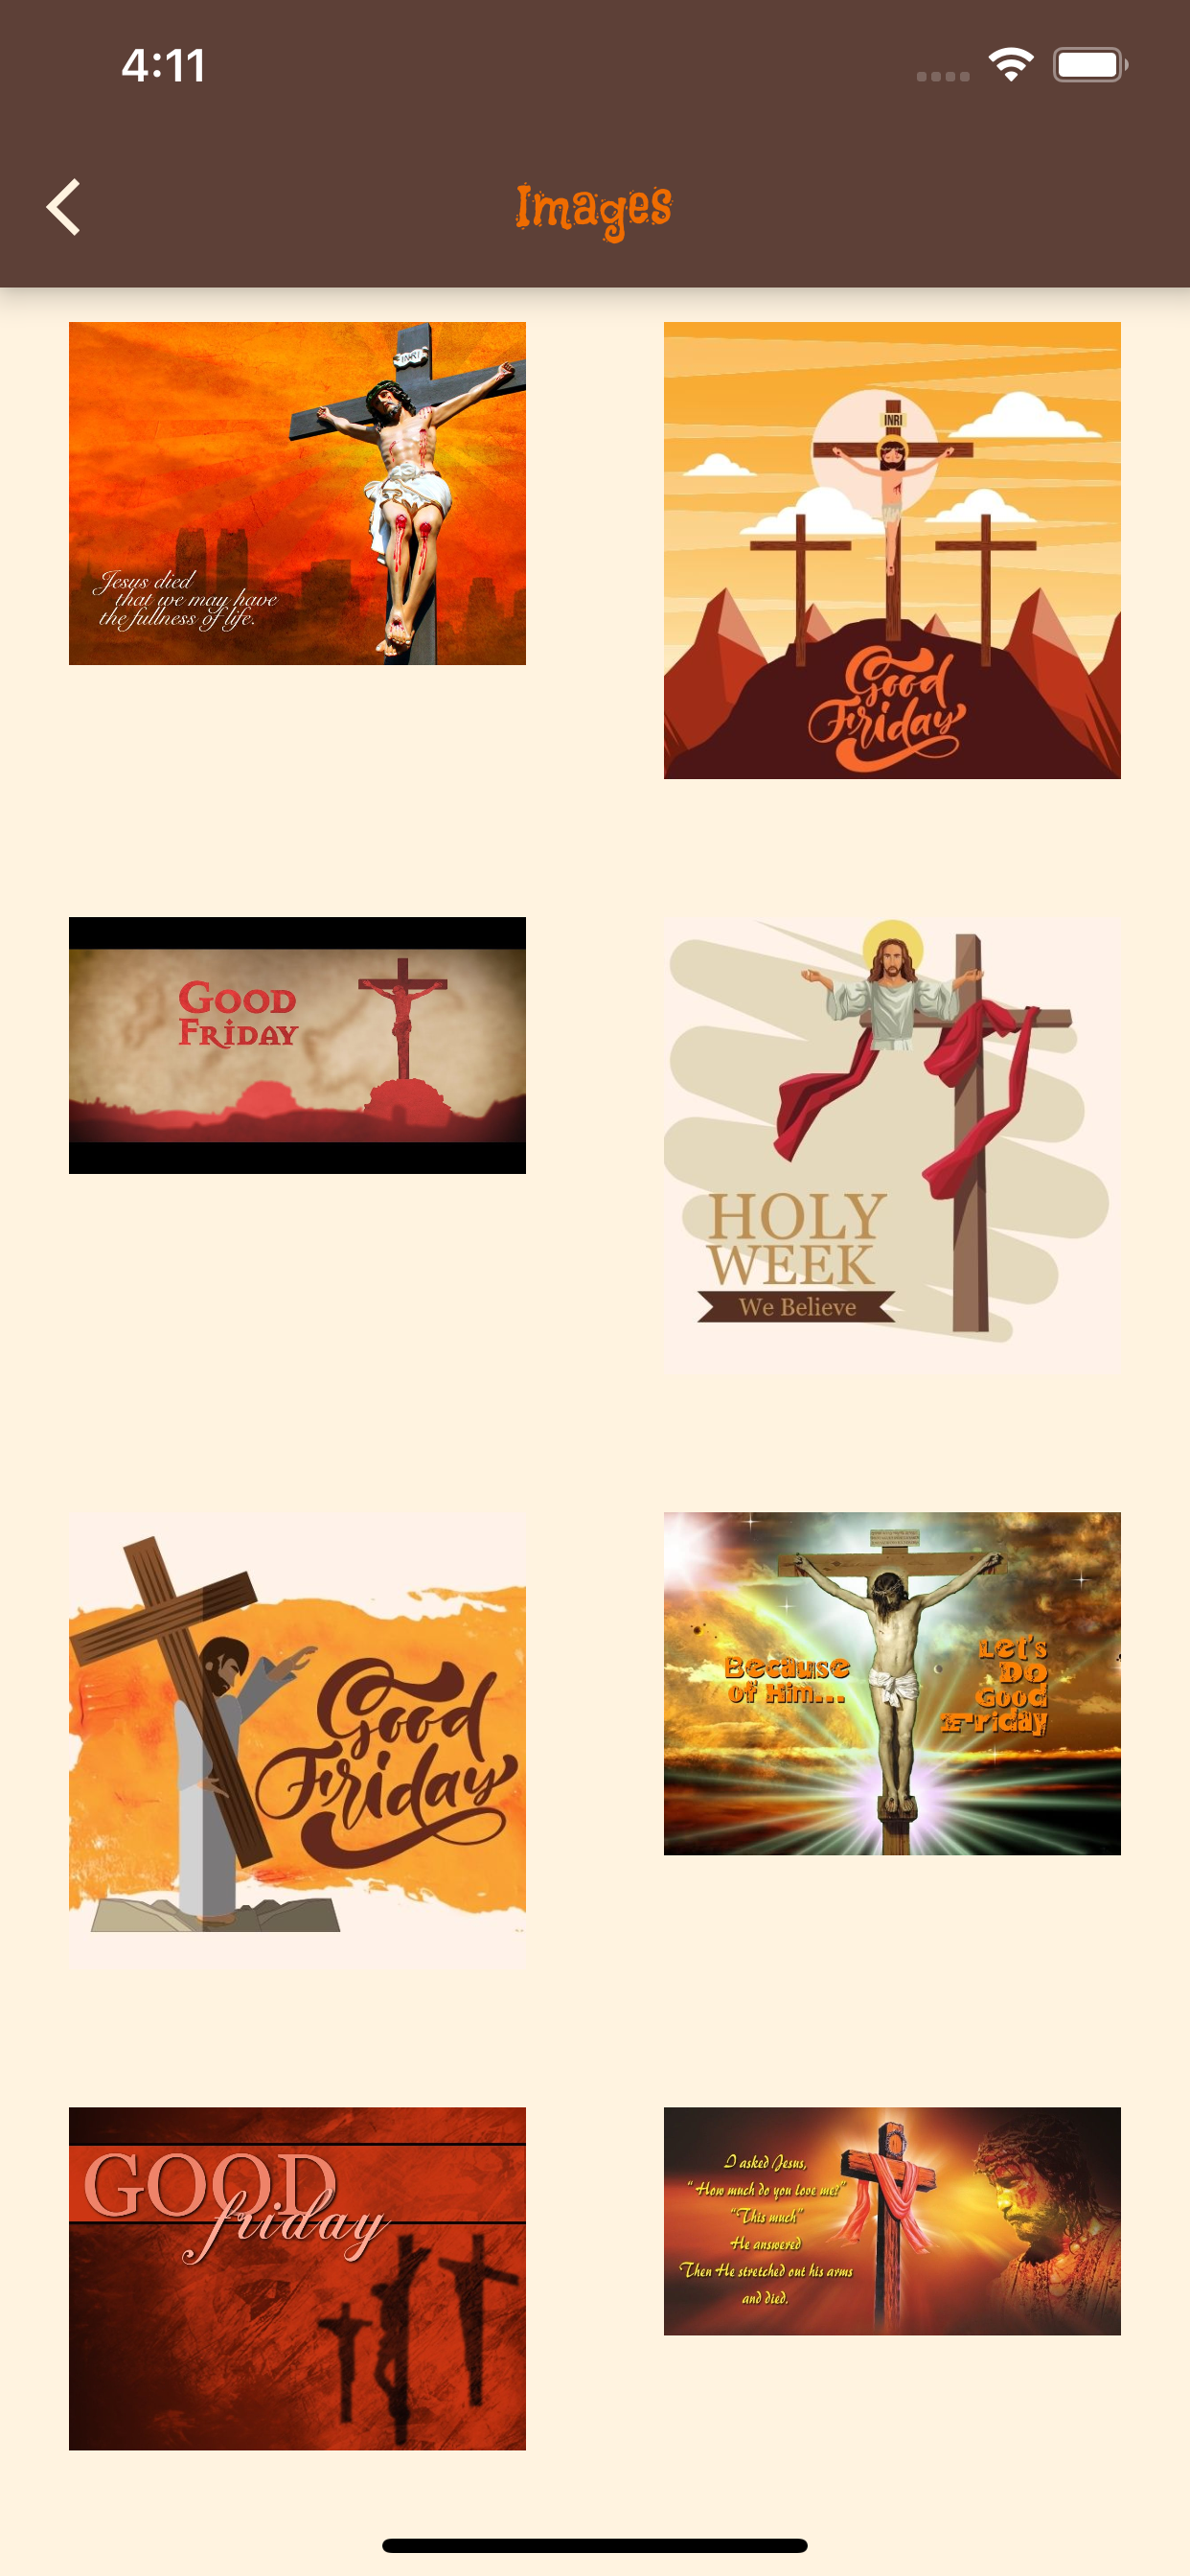 4:11
Images
INRI
Jesus died
that we may have
the fullness of life.
INRI
Good
Friday
GOOD
FRIDAY
HOLY
WEEK
We Believe
Good
Friday
Because
of Him...
Let's
Do
Good
Friday
GOOD
friday
I asked Jesus,
"How much do you love me?"
"This much"
He answered
Then He stretched out his arms
and died.